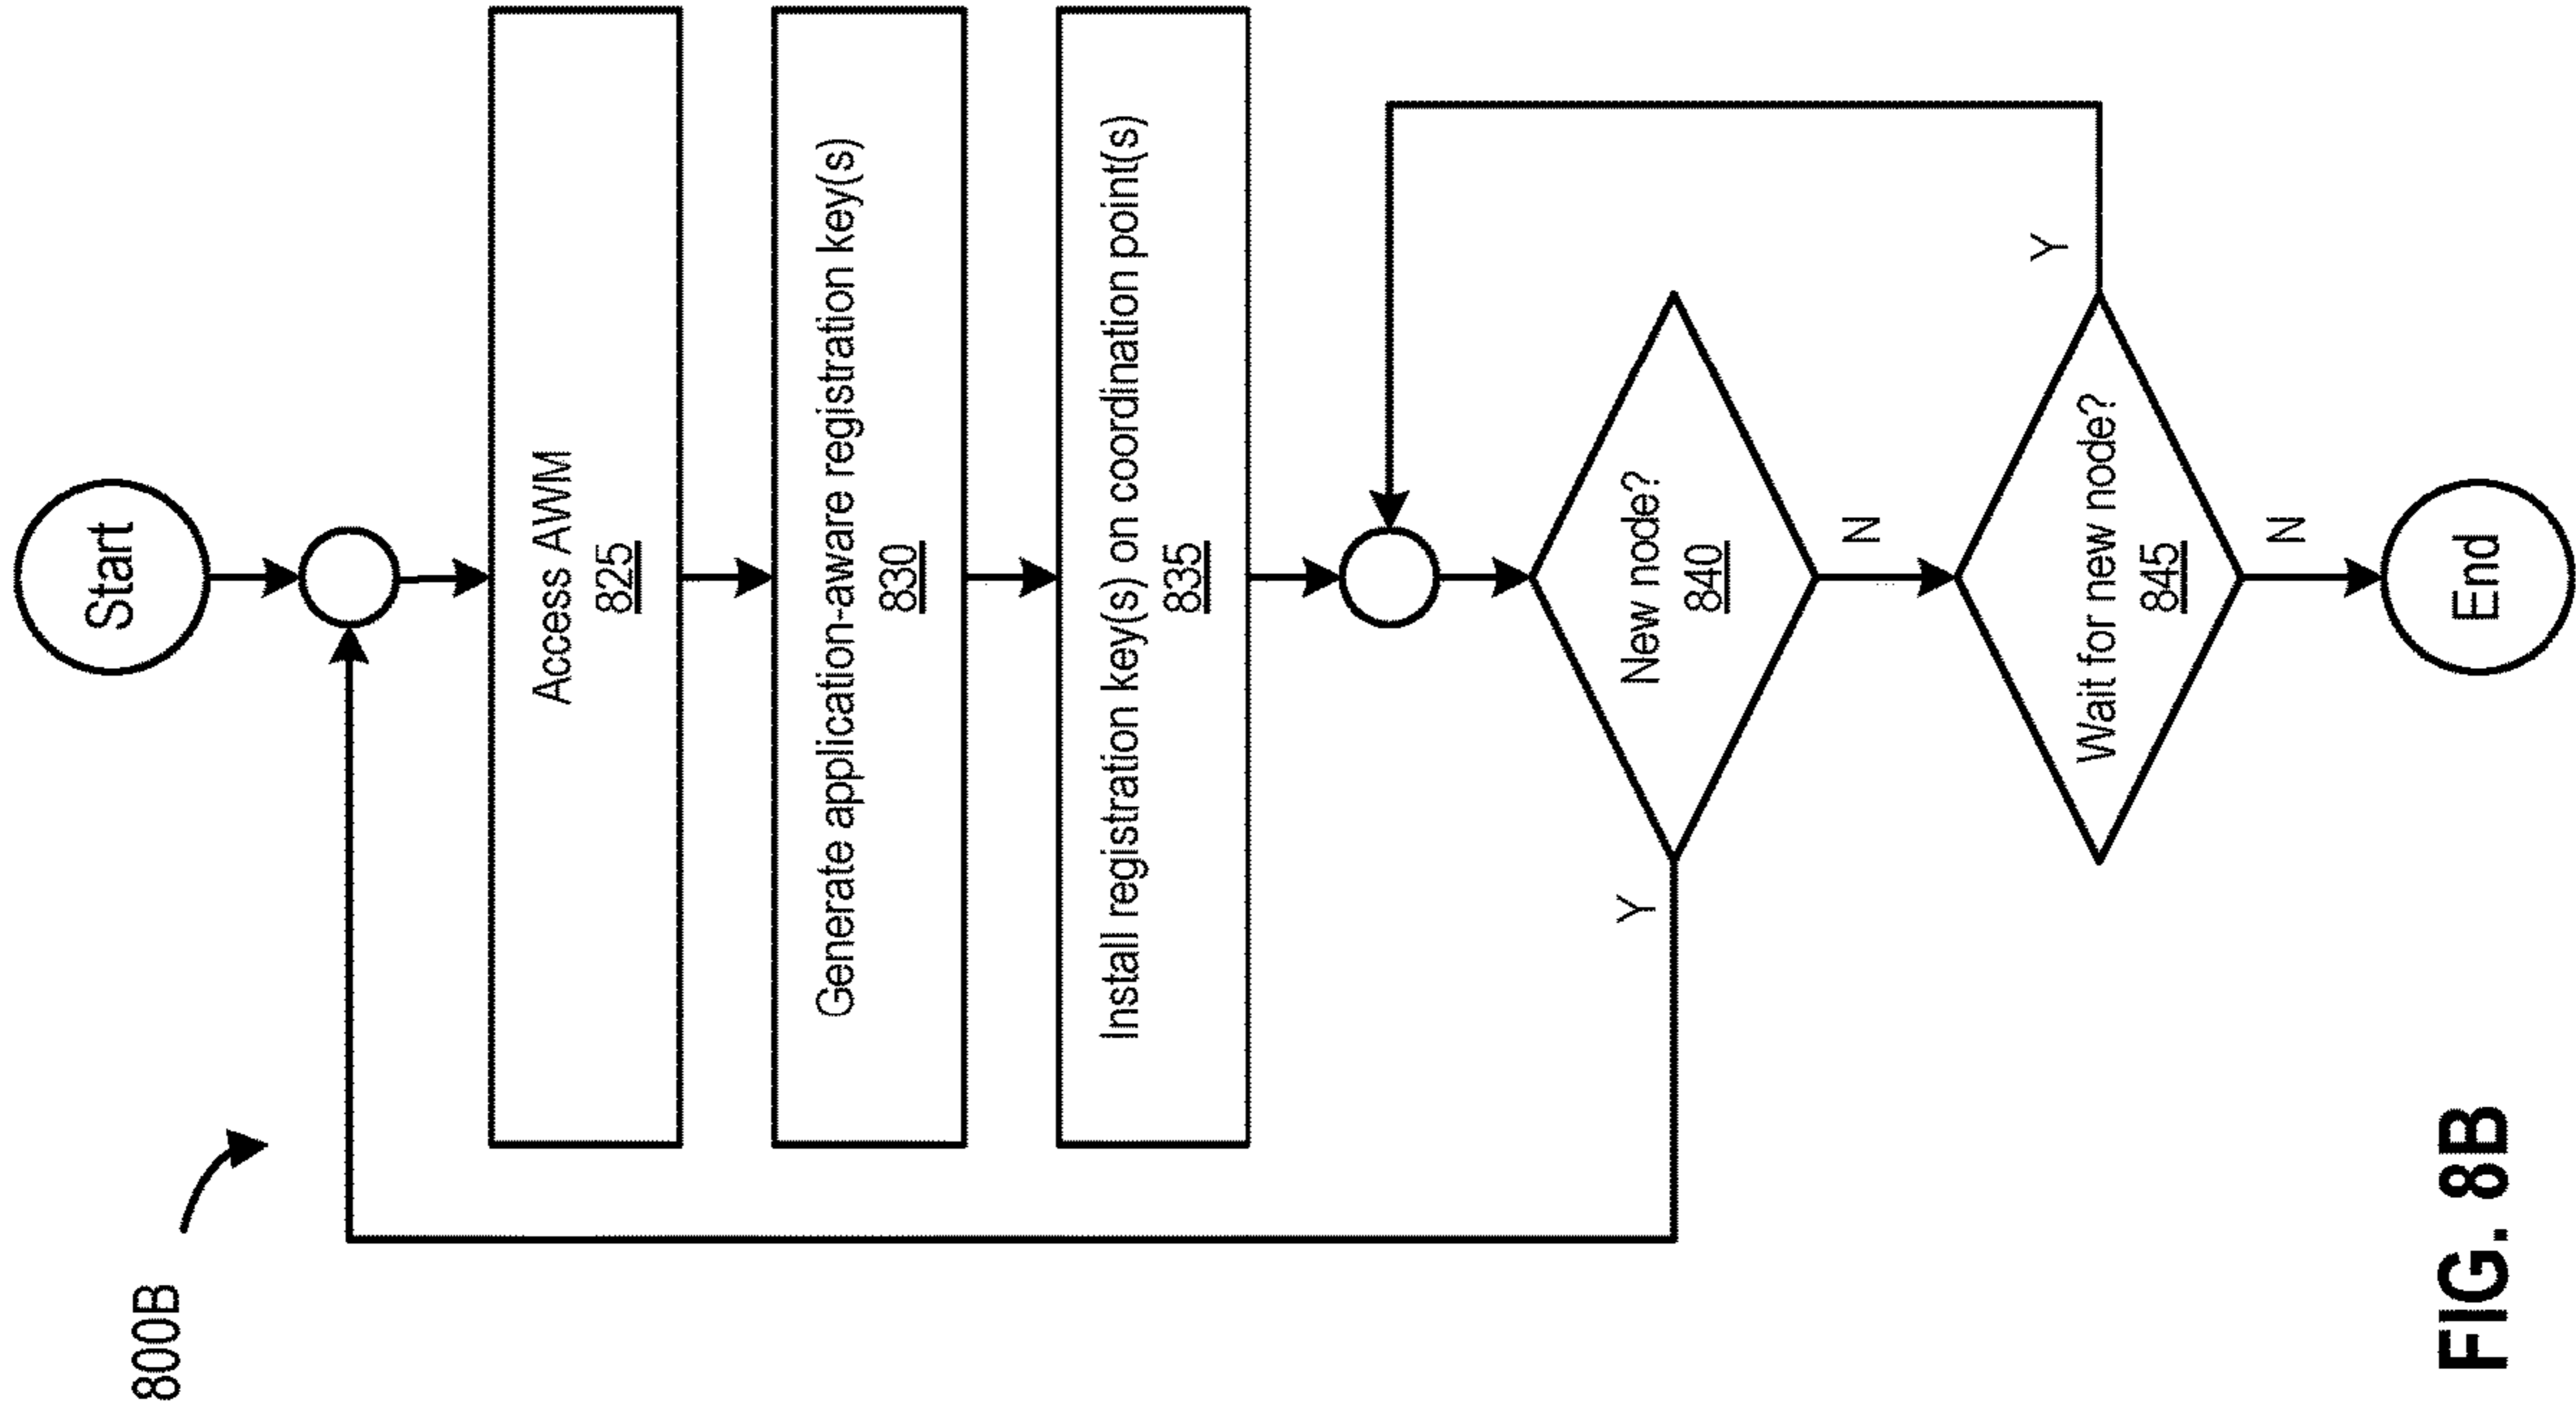 800B
Start
Access AWM
825
Generate application-aware registration key(s)
830
Install registration key(s) on coordination point(s)
835
New node?
840
Y
N
Wait for new node?
845
Y
N
End
FIG. 8B